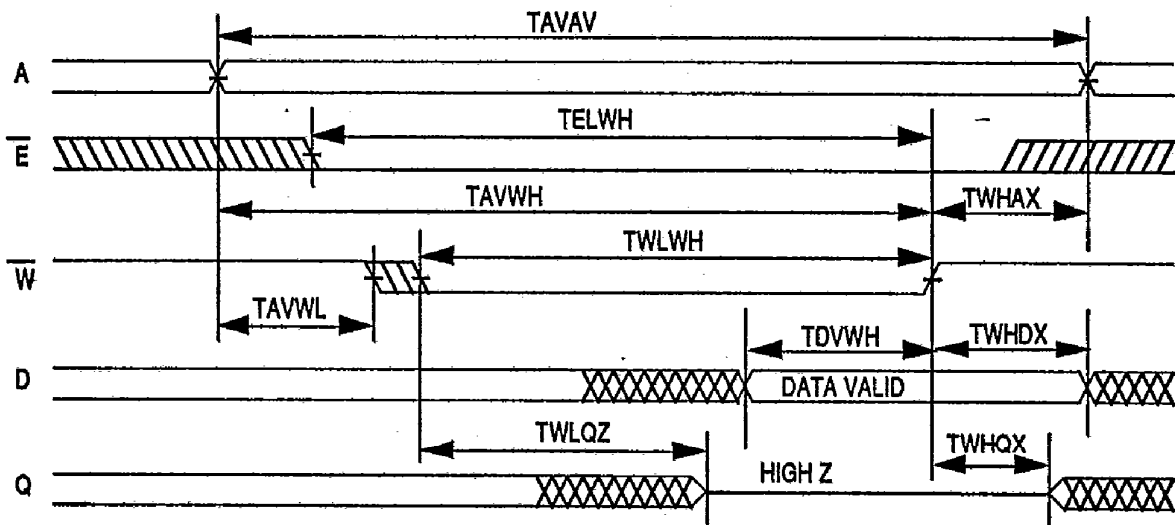 TAVAV
A
TELWH
E
TAVWH
TWHAX
TWLWH
W
TAVWL
TDVWH
TWHDX
D
DATA VALID
TWLQZ
TWHQX
HIGH Z
Q